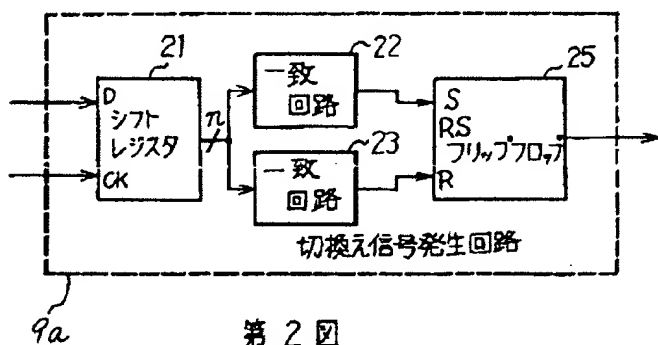 21
D
シフト
レジスタ
CK
n
22
一致
回路
23
一致
回路
25
S
RS
フリップフロップ
R
切換え信号発生回路
9a
第2図